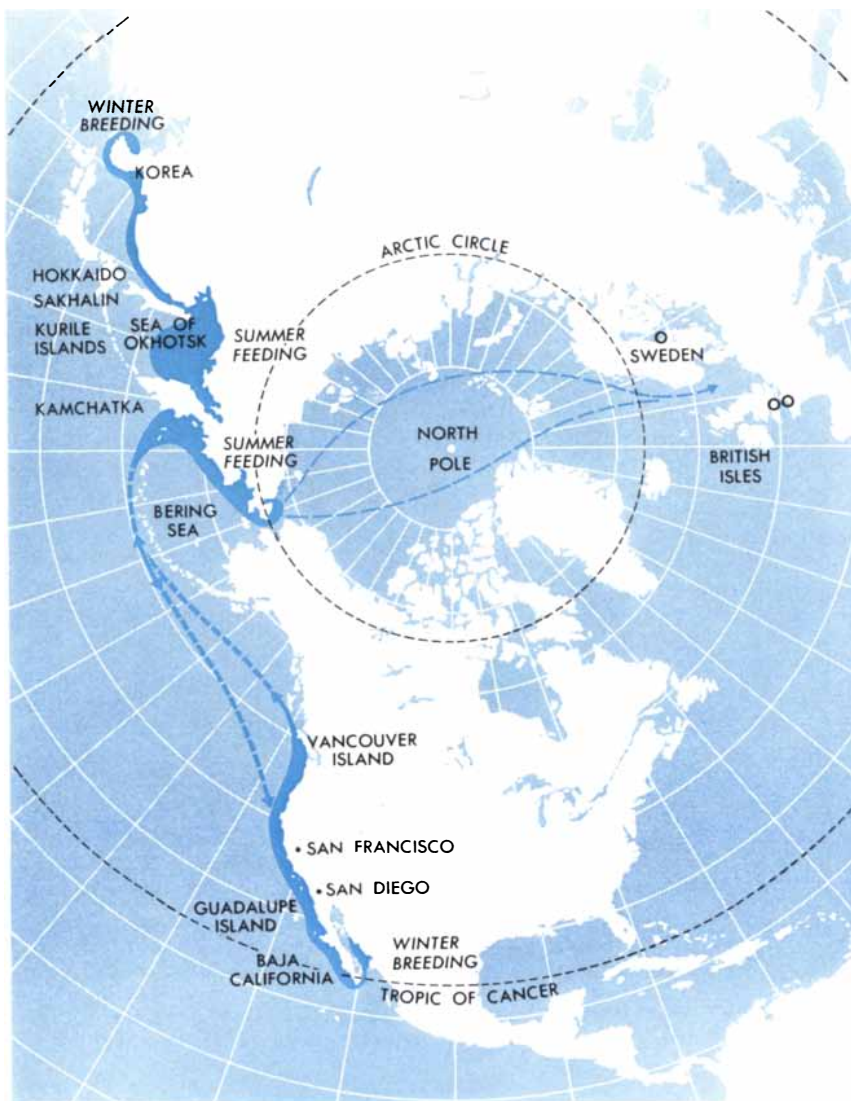 WINTER
BREEDING
KOREA
ARCTIC CIRCLE
HOKKAIDO
SAKHALIN
KURILE
ISLANDS
SEA OF
OKHOTSK
SUMMER
FEEDING
SWEDEN
KAMCHATKA
SUMMER
FEEDING
NORTH
POLE
BRITISH
ISLES
BERING
SEA
VANCOUVER
ISLAND
SAN FRANCISCO
SAN DIEGO
GUADALUPE
ISLAND
WINTER
BREEDING
BAJA
CALIFORNIA
TROPIC OF CANCER